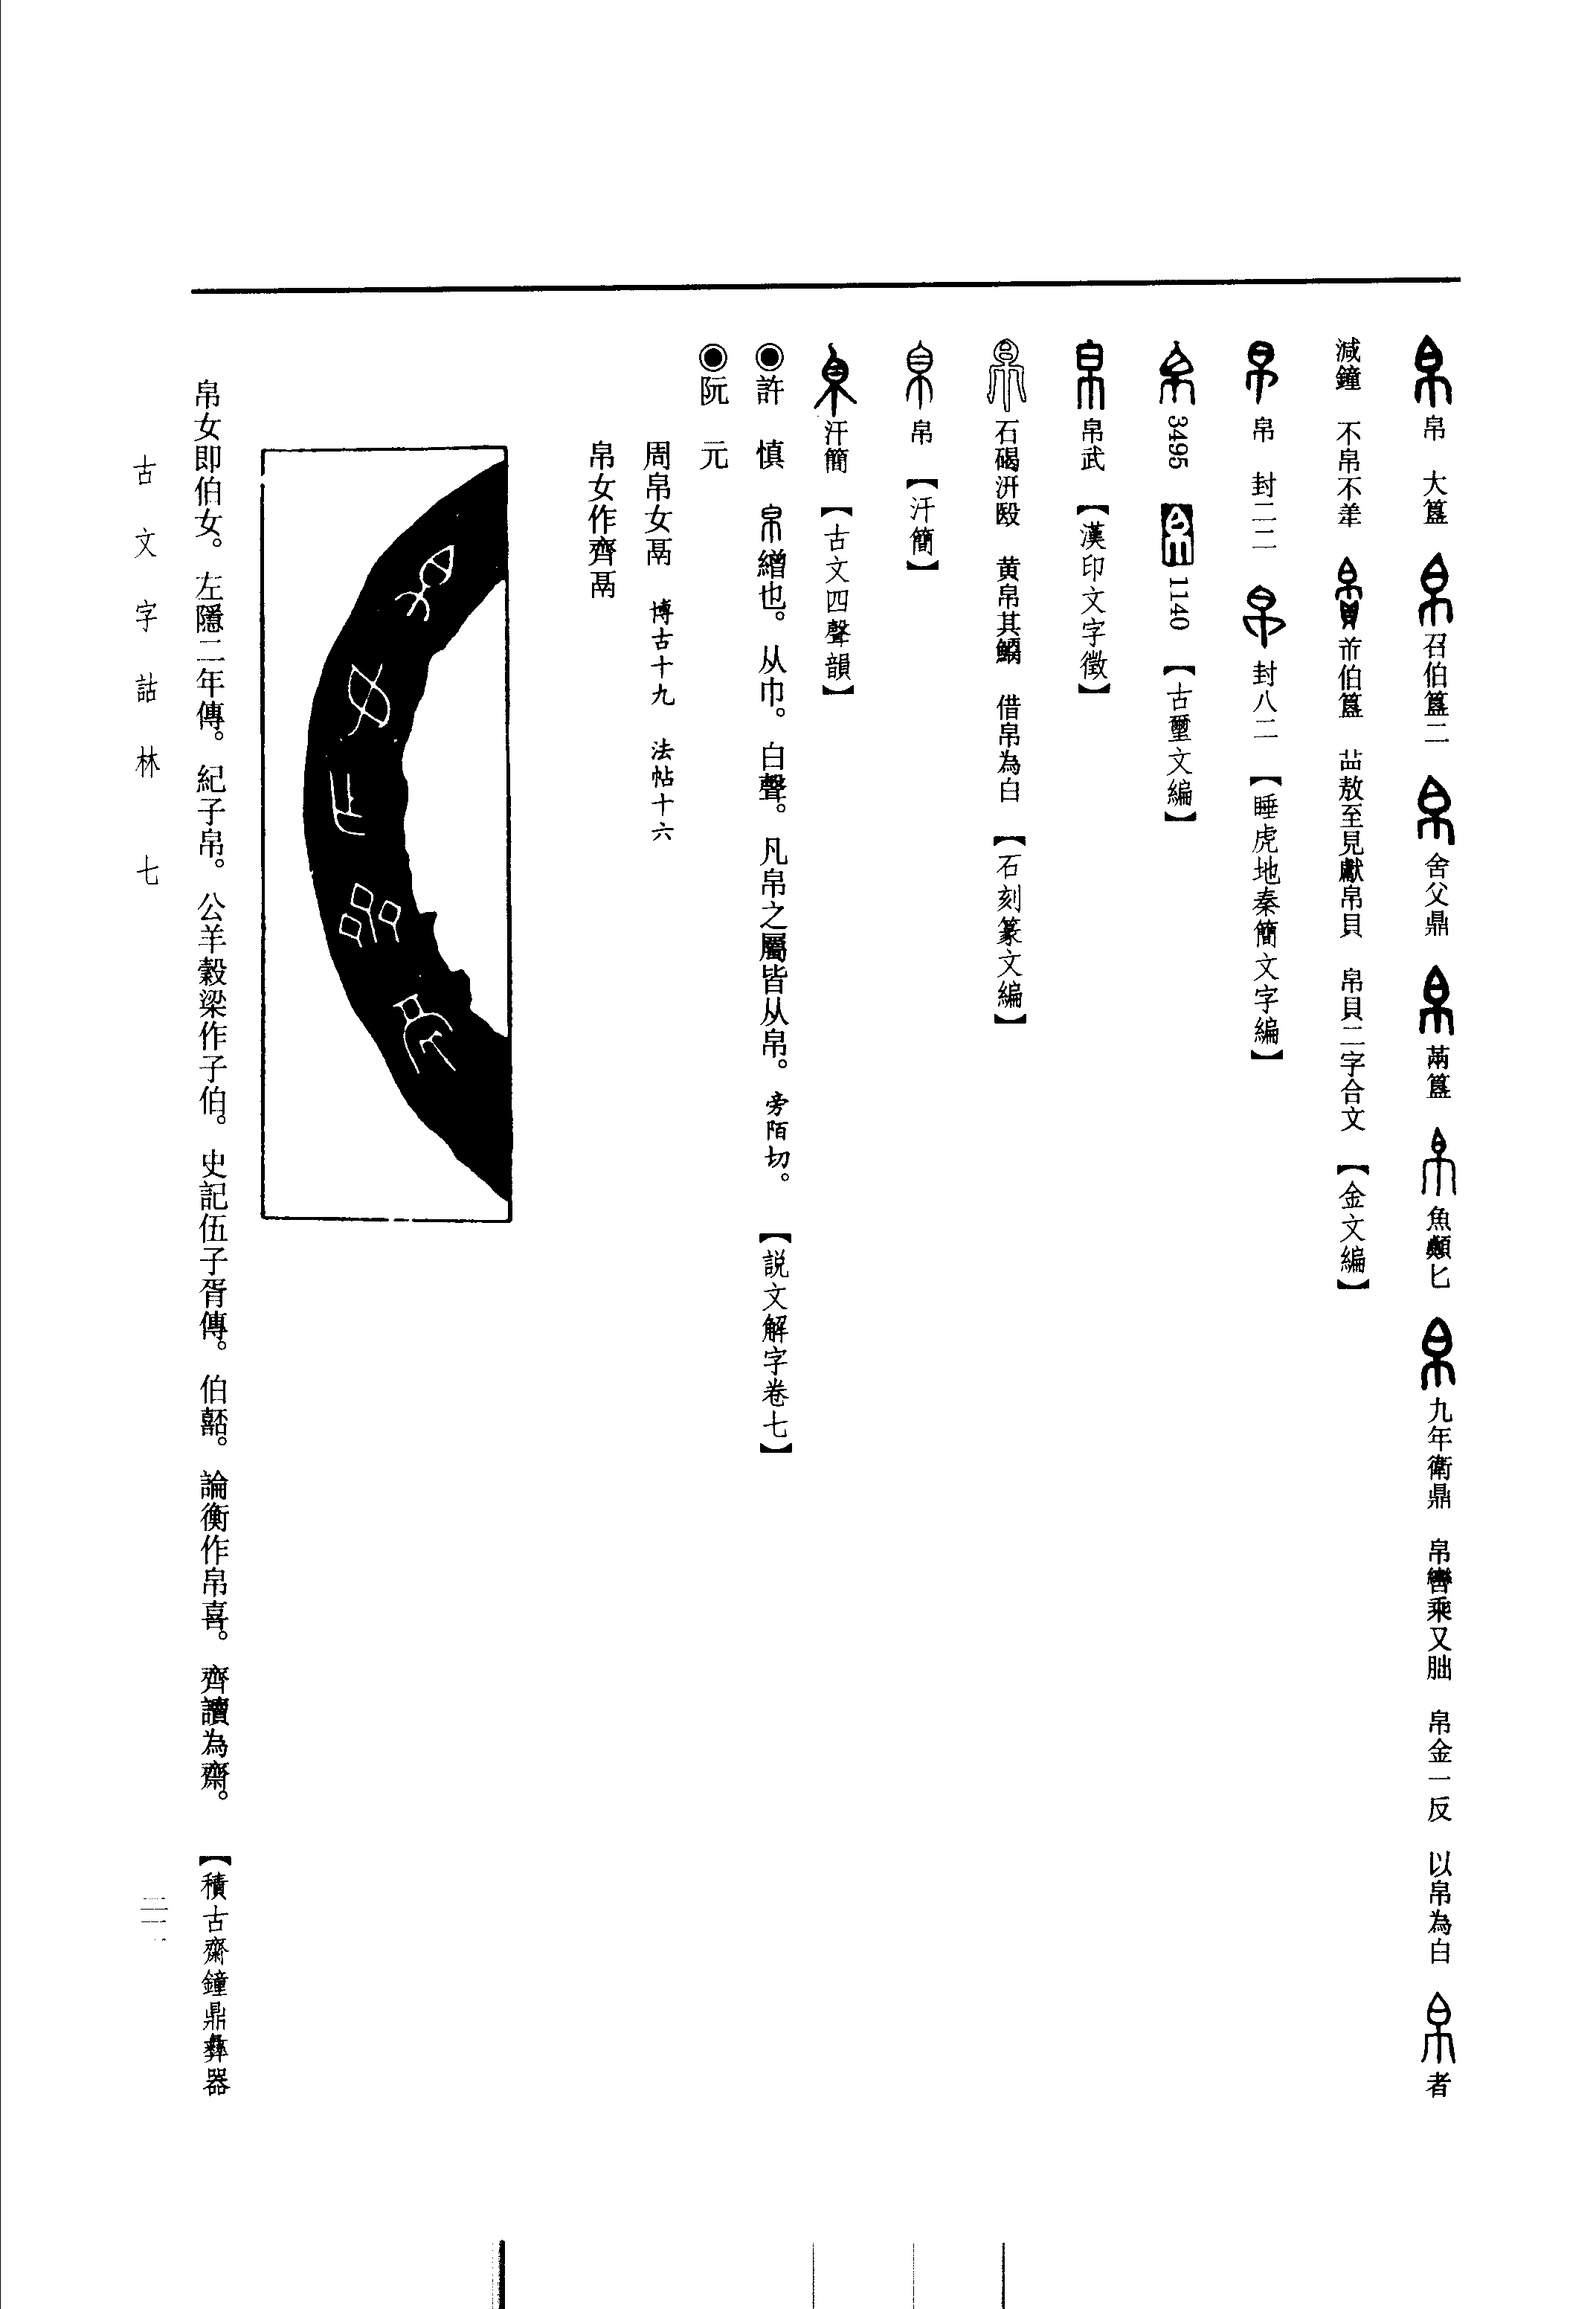 帛　大簋　召伯簋二　舍父鼎　㒼簋　魚顛匕　九年衛鼎　帛轡乘又朏　帛金一反　以帛為白　者
減鐘　不帛不羊　伯簋　敖至見獻帛貝　帛貝二字合文　【金文編】
帛　封二二　封八二　【睡虎地秦簡文字編】
3495　1140　【古璽文編】
帛武　【漢印文字徵】
石碣汧殹　黄帛其鯿　借帛為白　【石刻篆文編】
帛　【汗簡】
汗簡　【古文四聲韻】
◉許　慎　帛繒也。从巾。白聲。凡帛之屬皆从帛。旁陌切。　【説文解字卷七】
◉阮　元
周帛女鬲　博古十九　法帖十六
帛女作齊鬲
帛女即伯女。左隱二年傳。紀子帛。公羊穀梁作子伯。史記伍子胥傳。伯嚭。論衡作帛喜。齊讀為齋。　【積古齋鐘鼎彝器
古文字詁林　七